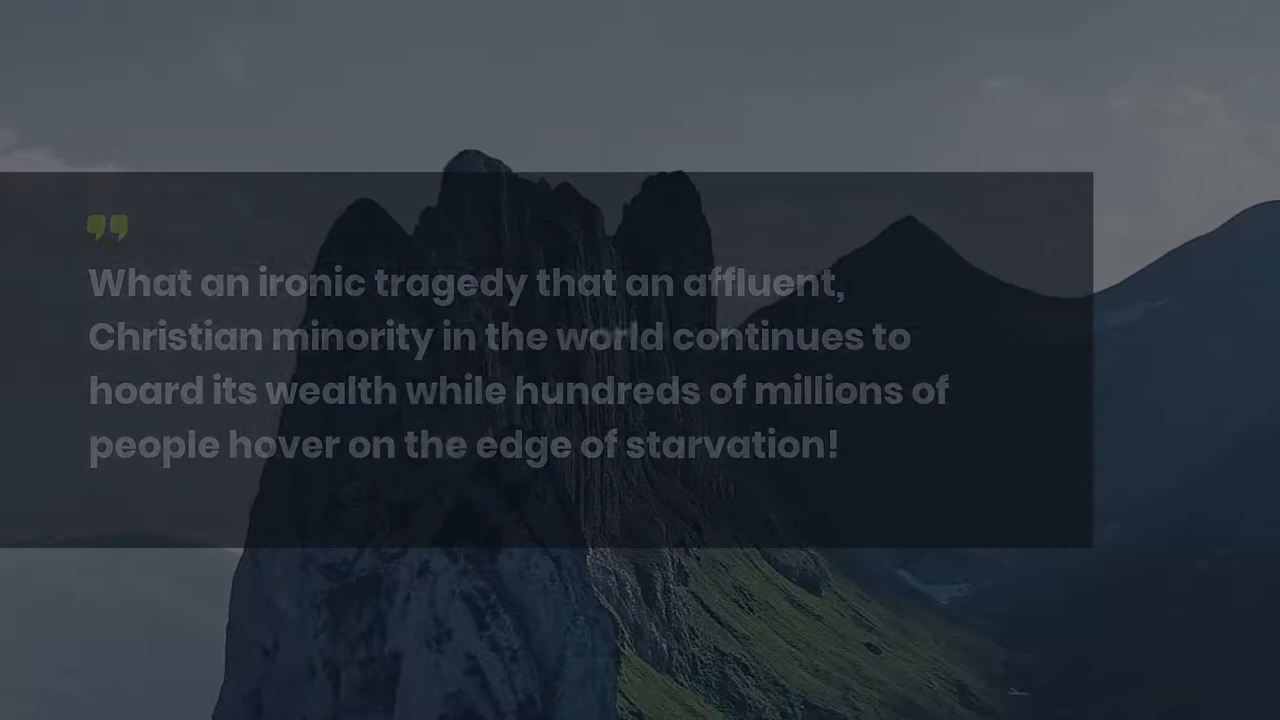 What an ironic tragedy that an affluent,
Christian minority in the world continues to
hoard its wealth while hundreds of millions of
people hover on the edge of starvation!